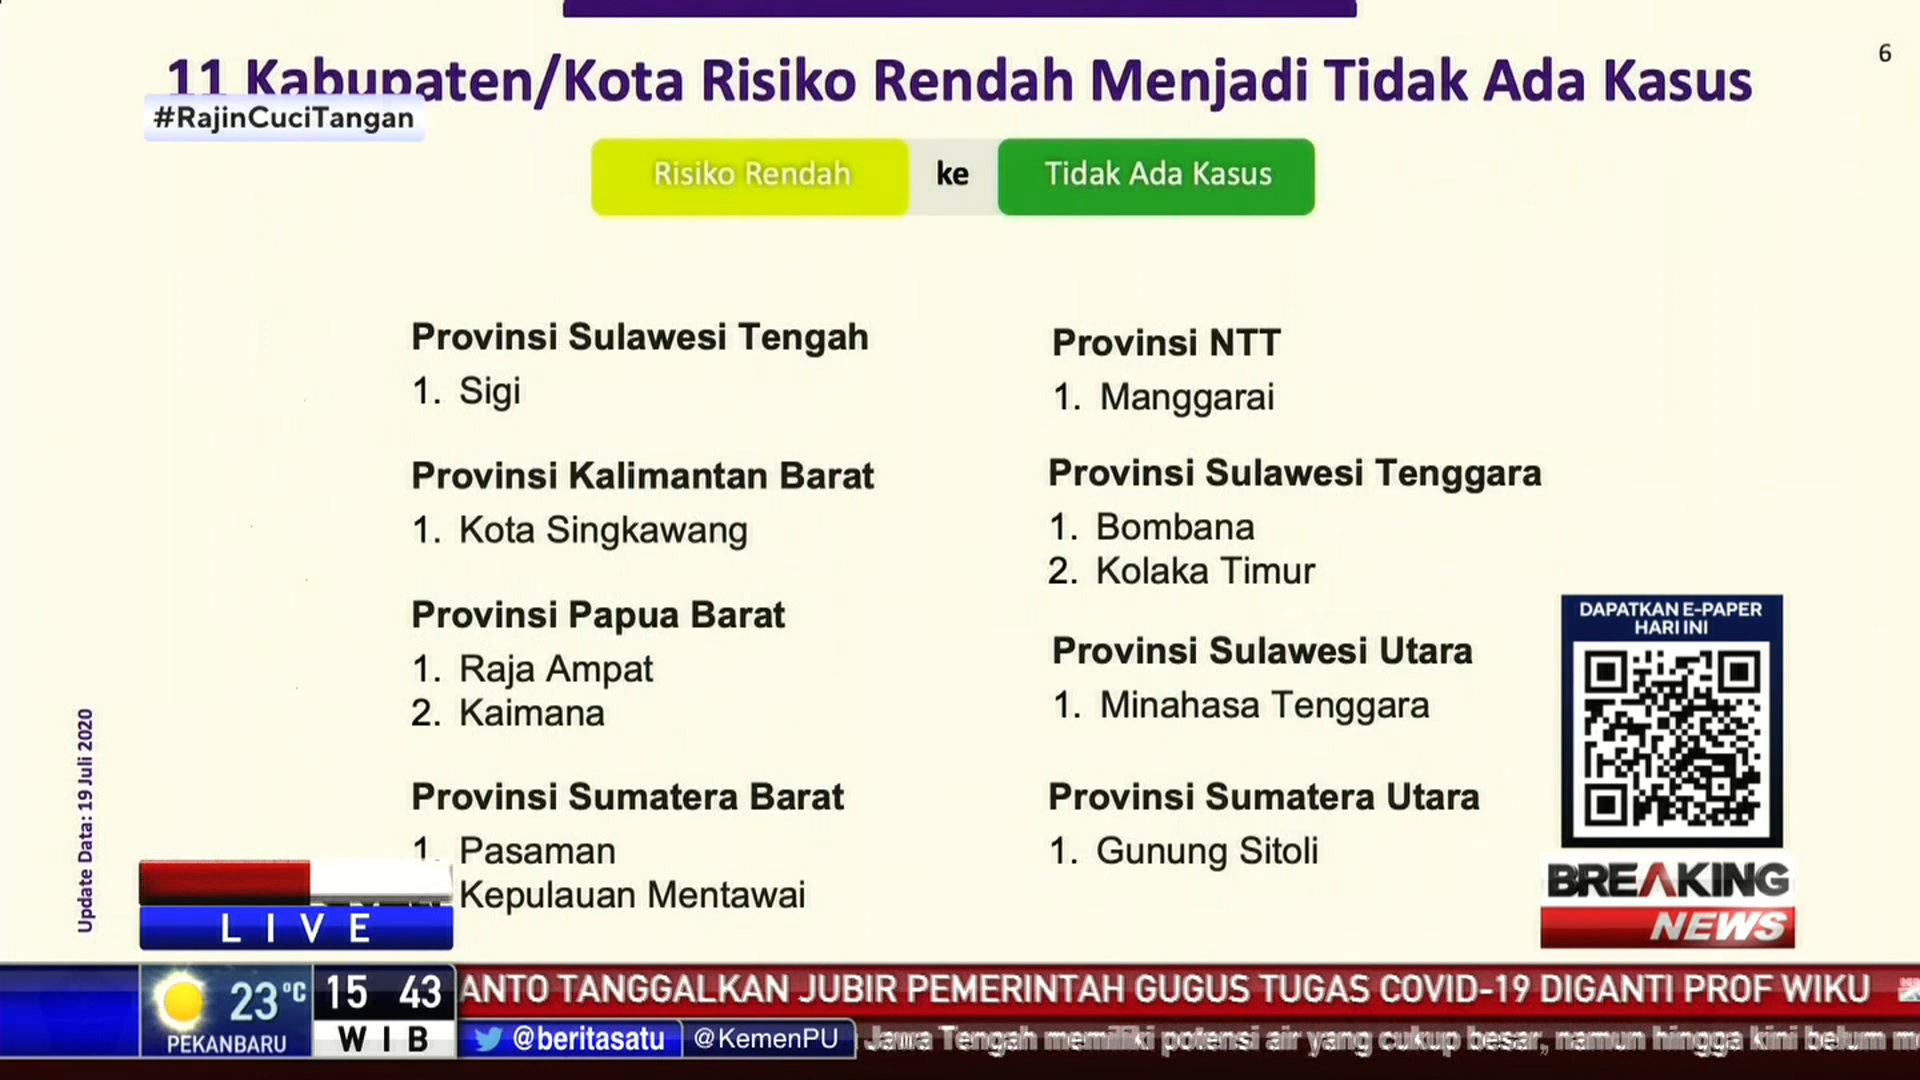 6
11 Kabupaten/Kota Risiko Rendah Menjadi Tidak Ada Kasus
#RajinCuciTangan
Risiko Rendah ke Tidak Ada Kasus
Provinsi Sulawesi Tengah
1. Sigi
Provinsi Kalimantan Barat
1. Kota Singkawang
Provinsi Papua Barat
1. Raja Ampat
2. Kaimana
Provinsi Sumatera Barat
1. Pasaman
Kepulauan Mentawai
Provinsi NTT
1. Manggarai
Provinsi Sulawesi Tenggara
1. Bombana
2. Kolaka Timur
Provinsi Sulawesi Utara
1. Minahasa Tenggara
Provinsi Sumatera Utara
1. Gunung Sitoli
Update Data: 19 Juli 2020
DAPATKAN E-PAPER
HARI INI
BREAKING
NEWS
LIVE
23°C
PEKANBARU
15 43
WIB
ANTO TANGGALKAN JUBIR PEMERINTAH GUGUS TUGAS COVID-19 DIGANTI PROF WIKU
@beritasatu
@KemenPU
Jawa Tengah memiliki potensi air yang cukup besar, namun hingga kini belum